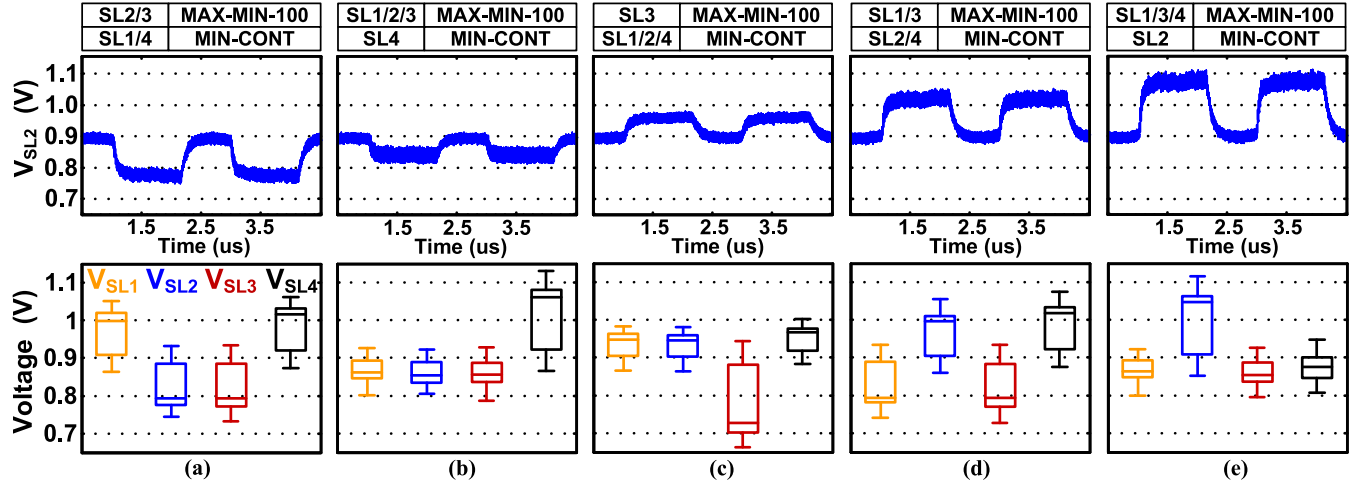 SL2/3 MAX-MIN-100 SL1/2/3 MAX-MIN-100 SL3 MAX-MIN-100 SL1/3 MAX-MIN-100 SL1/3/4 MAX-MIN-100
SL1/4 MIN-CONT SL4 MIN-CONT SL1/2/4 MIN-CONT SL2/4 MIN-CONT SL2 MIN-CONT
VSL2 (V)
1.1
1.0
0.9
0.8
0.7
1.5 2.5 3.5 1.5 2.5 3.5 1.5 2.5 3.5 1.5 2.5 3.5 1.5 2.5 3.5
Time (us) Time (us) Time (us) Time (us) Time (us)
Voltage (V)
1.1
1
0.9
0.8
0.7
VSL1 VSL2 VSL3 VSL4
(a) (b) (c) (d) (e)